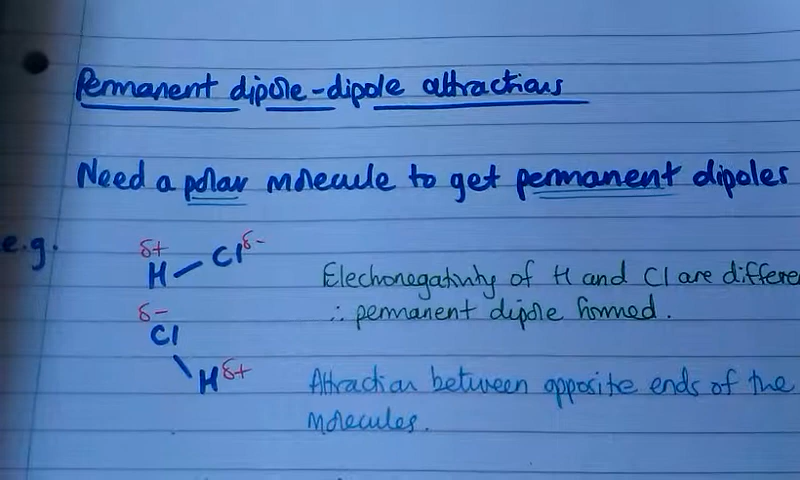 Permanent dipole-dipole attractions
Need a polar molecule to get permanent dipoles
e.g.
δ+ δ-
H — Cl
Electronegativity of H and Cl are differe
∴ permanent dipole formed.
δ-
Cl
H δ+
Attraction between opposite ends of the
molecules.